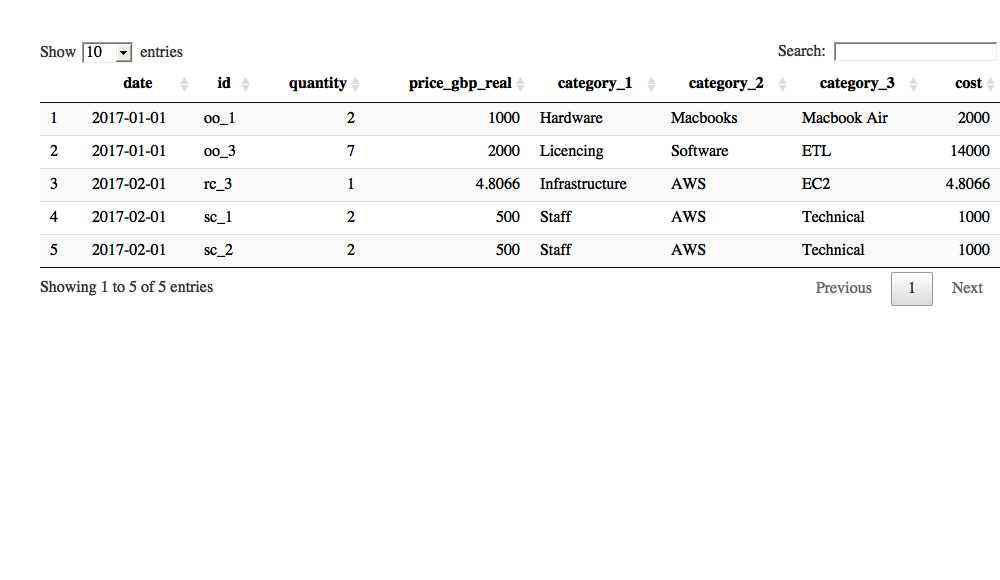 Show 10 entries Search:
date id quantity price_gbp_real category_1 category_2 category_3 cost
1 2017-01-01 oo_1 2 1000 Hardware Macbooks Macbook Air 2000
2 2017-01-01 oo_3 7 2000 Licencing Software ETL 14000
3 2017-02-01 rc_3 1 4.8066 Infrastructure AWS EC2 4.8066
4 2017-02-01 sc_1 2 500 Staff AWS Technical 1000
5 2017-02-01 sc_2 2 500 Staff AWS Technical 1000
Showing 1 to 5 of 5 entries Previous 1 Next